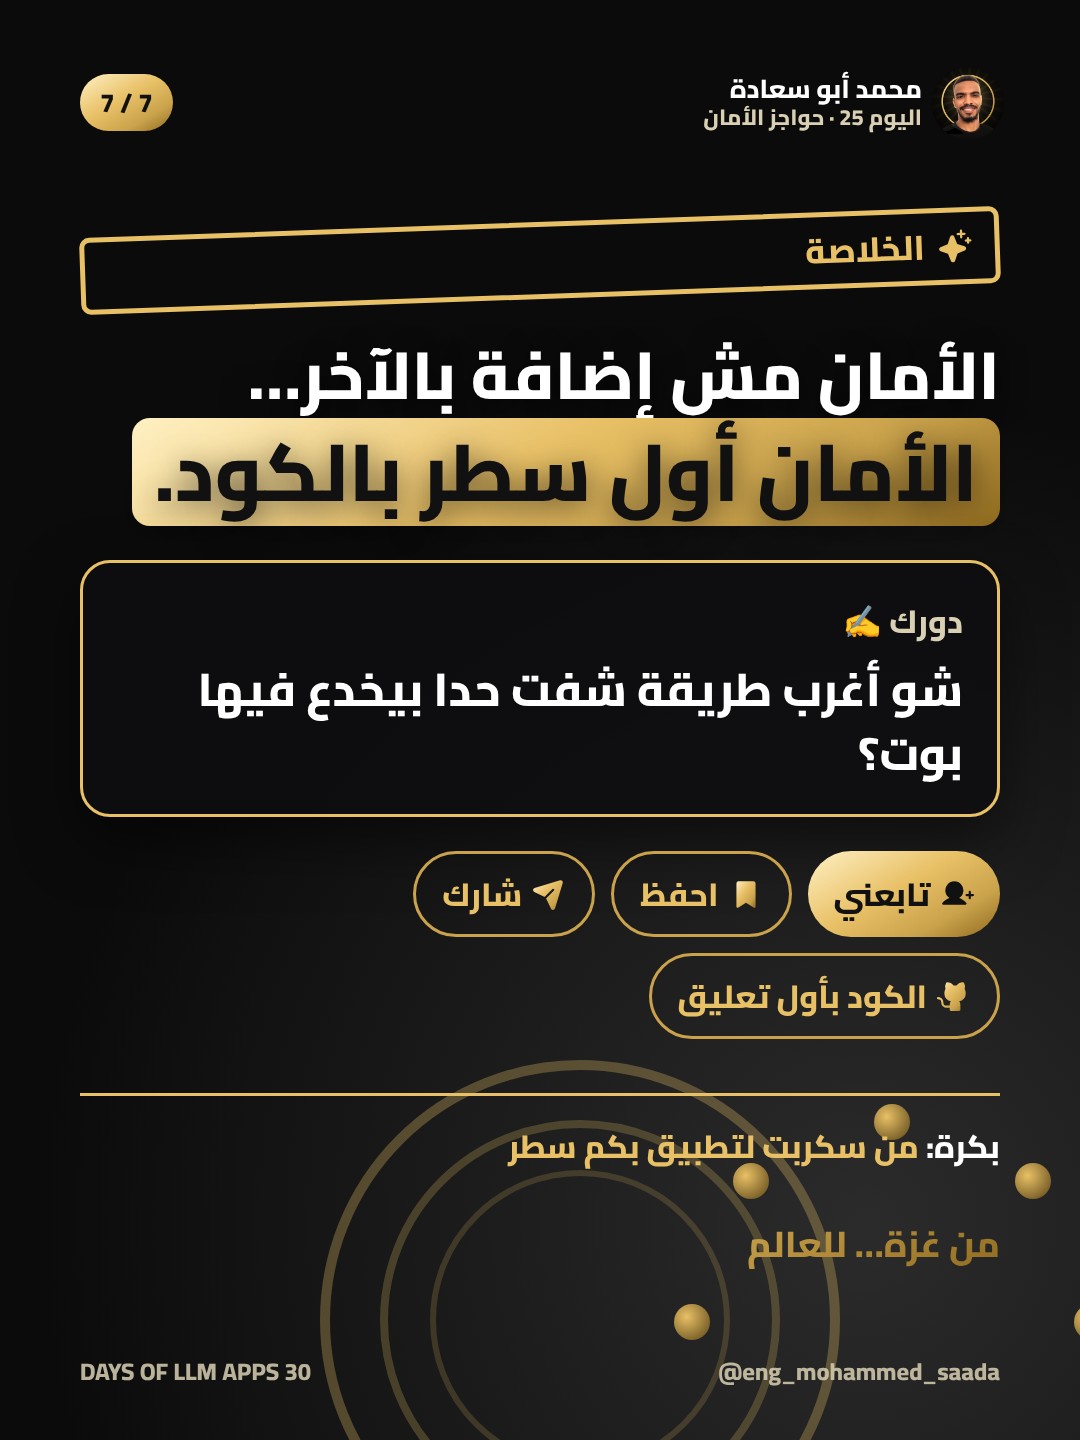 محمد أبو سعادة
اليوم 25 · حواجز الأمان
7 / 7
الخلاصة
الأمان مش إضافة بالآخر...
الأمان أول سطر بالكود.
دورك ✍️
شو أغرب طريقة شفت حدا بيخدع فيها
بوت؟
تابعني
احفظ
شارك
الكود بأول تعليق
بكرة: من سكربت لتطبيق بكم سطر
من غزة... للعالم
@eng_mohammed_saada
DAYS OF LLM APPS 30